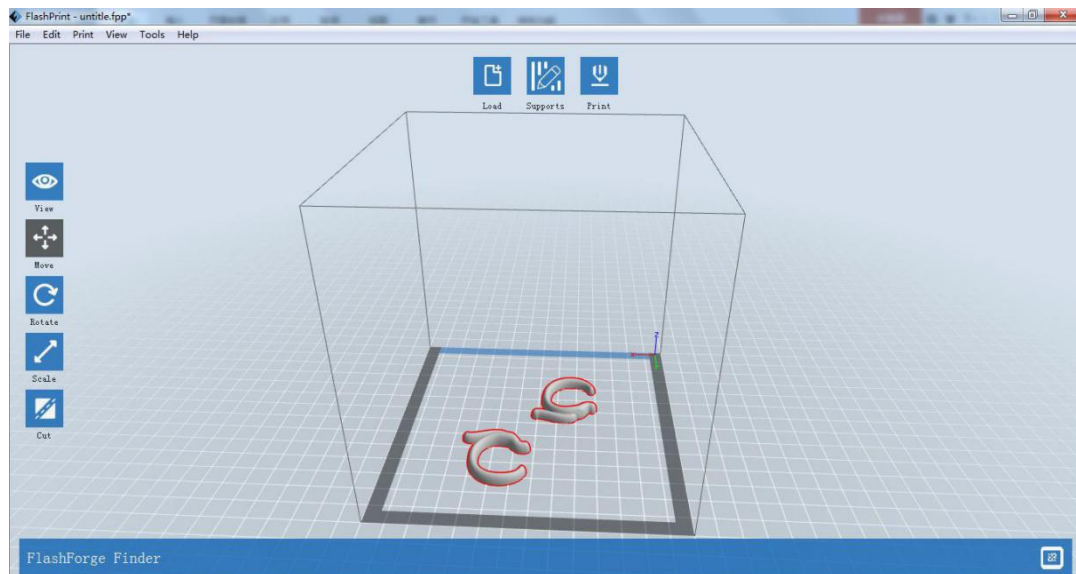 FlashPrint - untitle.fpp*
File Edit Print View Tools Help
Load Supports Print
View
Move
Rotate
Scale
Cut
Z
FlashForge Finder